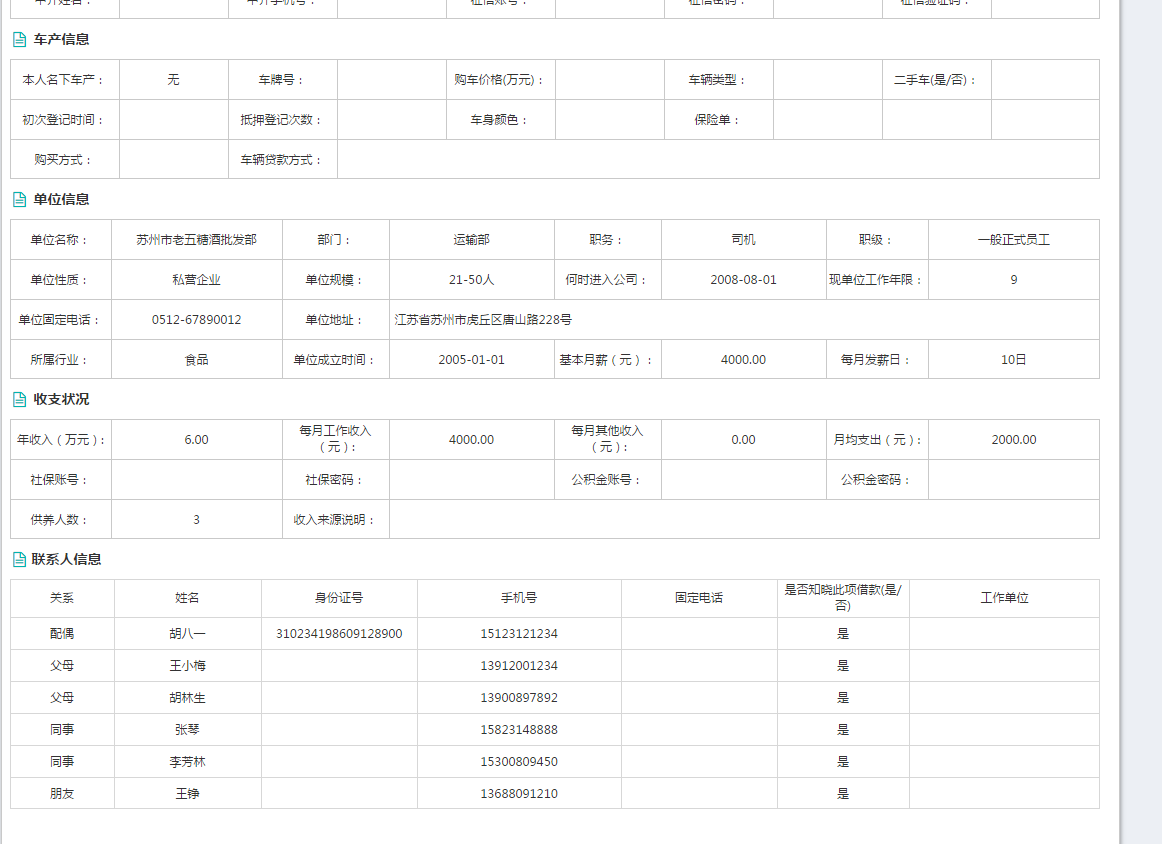 车产信息
本人名下车产： 无 车牌号： 购车价格(万元)： 车辆类型： 二手车(是/否)：
初次登记时间： 抵押登记次数： 车身颜色： 保险单：
购买方式： 车辆贷款方式：
单位信息
单位名称： 苏州市老五糖酒批发部 部门： 运输部 职务： 司机 职级： 一般正式员工
单位性质： 私营企业 单位规模： 21-50人 何时进入公司： 2008-08-01 现单位工作年限： 9
单位固定电话： 0512-67890012 单位地址： 江苏省苏州市虎丘区唐山路228号
所属行业： 食品 单位成立时间： 2005-01-01 基本月薪（元）： 4000.00 每月发薪日： 10日
收支状况
年收入（万元）： 6.00 每月工作收入（元）： 4000.00 每月其他收入（元）： 0.00 月均支出（元）： 2000.00
社保账号： 社保密码： 公积金账号： 公积金密码：
供养人数： 3 收入来源说明：
联系人信息
关系 姓名 身份证号 手机号 固定电话 是否知晓此项借款(是/否) 工作单位
配偶 胡八一 310234198609128900 15123121234 是
父母 王小梅 13912001234 是
父母 胡林生 13900897892 是
同事 张琴 15823148888 是
同事 李芳林 15300809450 是
朋友 王铮 13688091210 是